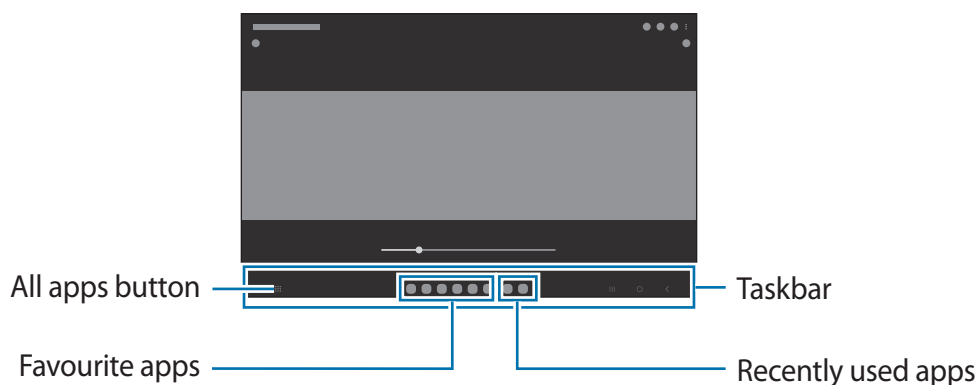 All apps button
Taskbar
Favourite apps
Recently used apps